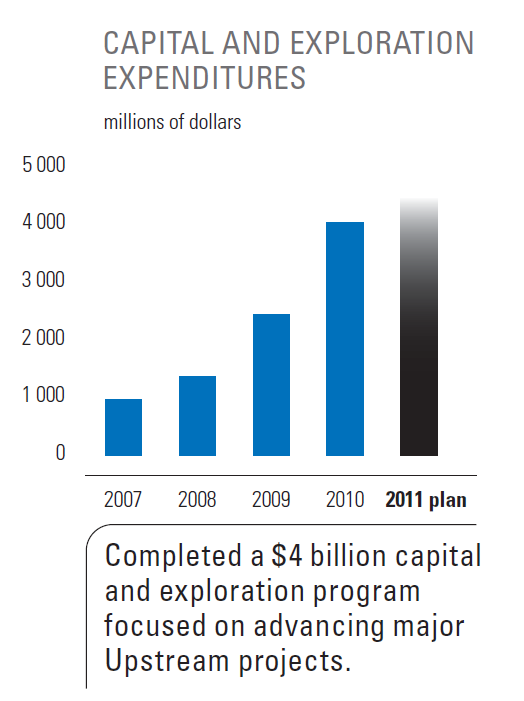 CAPITAL AND EXPLORATION
EXPENDITURES
millions of dollars
5 000
4 000
3 000
2 000
1 000
0
2007 2008 2009 2010 2011 plan
Completed a $4 billion capital
and exploration program
focused on advancing major
Upstream projects.